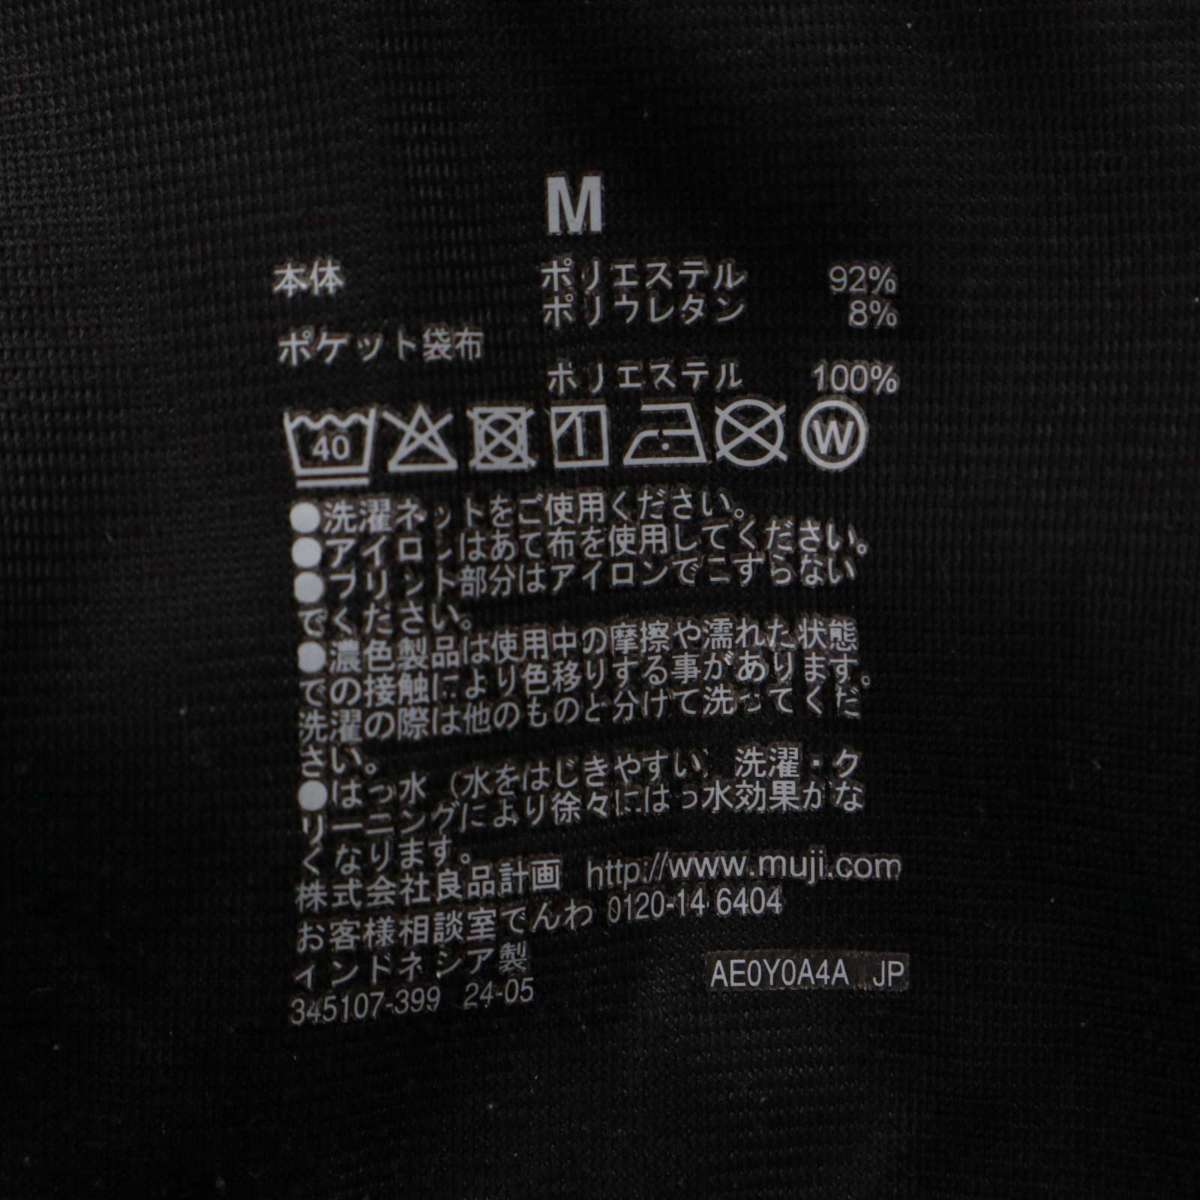 M
本体 ポリエステル 92%
ポリウレタン 8%
ポケット袋布
ポリエステル 100%
40 W
●洗濯ネットをご使用ください。
●アイロンはあて布を使用してください。
●プリント部分はアイロンでこすらない
でください。
●濃色製品は使用中の摩擦や濡れた状態
での接触により色移りする事があります。
洗濯の際は他のものと分けて洗ってくだ
さい。
●はっ水（水をはじきやすい、洗濯・ク
リーニングにより徐々にはっ水効果がな
くなります。
株式会社良品計画 http://www.muji.com
お客様相談室でんわ 0120-14 6404
インドネシア製
345107-399 24-05
AE0Y0A4A JP